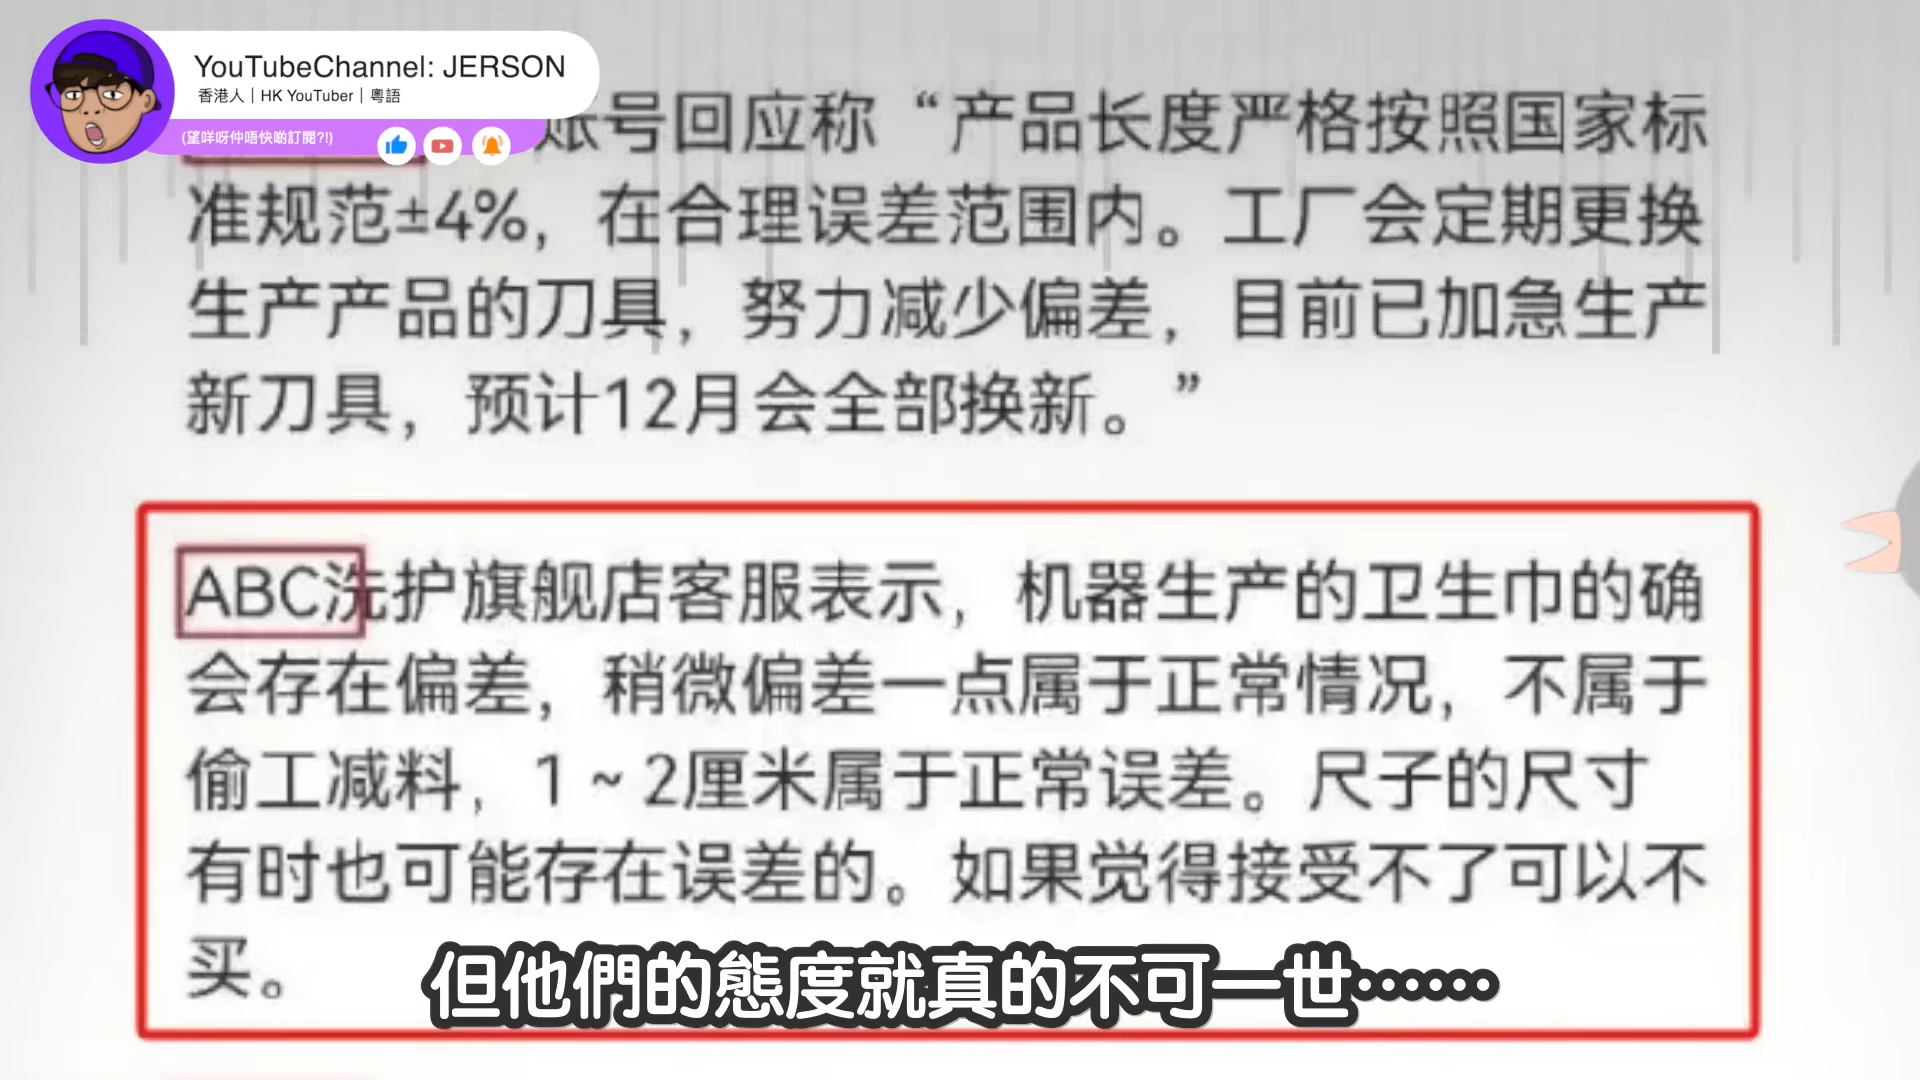 YouTubeChannel: JERSON
香港人｜HK YouTuber｜粵語
(望咩呀仲唔快啲訂閱?!)
账号回应称“产品长度严格按照国家标
准规范±4%，在合理误差范围内。工厂会定期更换
生产产品的刀具，努力减少偏差，目前已加急生产
新刀具，预计12月会全部换新。”
ABC洗护旗舰店客服表示，机器生产的卫生巾的确
会存在偏差，稍微偏差一点属于正常情况，不属于
偷工减料，1~2厘米属于正常误差。尺子的尺寸
有时也可能存在误差的。如果觉得接受不了可以不
买。
但他們的態度就真的不可一世⋯⋯